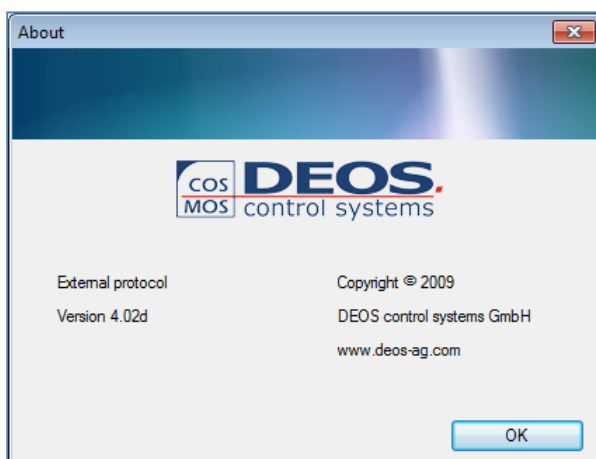 About
COS DEOS.
MOS control systems
External protocol
Copyright © 2009
Version 4.02d
DEOS control systems GmbH
www.deos-ag.com
OK